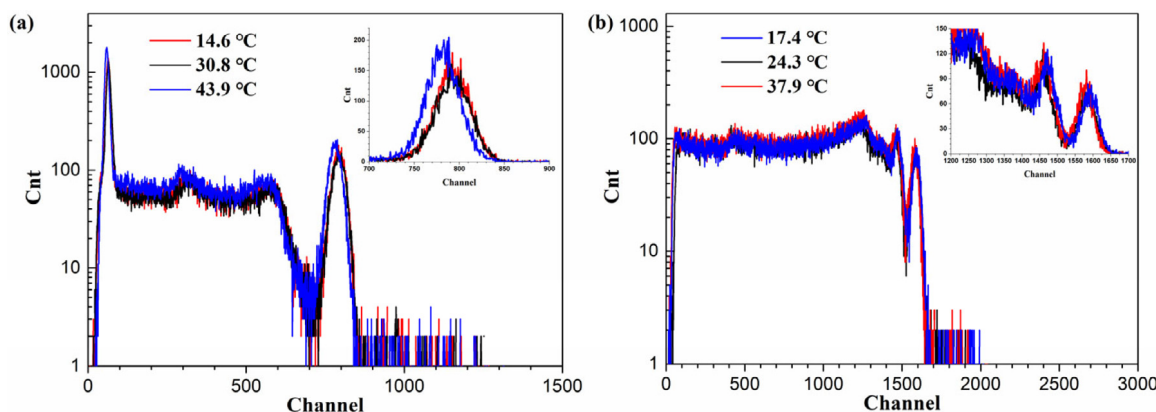 (a)
14.6 °C
30.8 °C
43.9 °C
Cnt
1000
100
10
1
0 500 1000 1500
Channel
Cnt
200
150
100
50
0
700 750 800 850 900
Channel
(b)
17.4 °C
24.3 °C
37.9 °C
Cnt
1000
100
10
1
0 500 1000 1500 2000 2500 3000
Channel
Cnt
150
120
90
60
30
0
1200 1250 1300 1350 1400 1450 1500 1550 1600 1650 1700
Channel